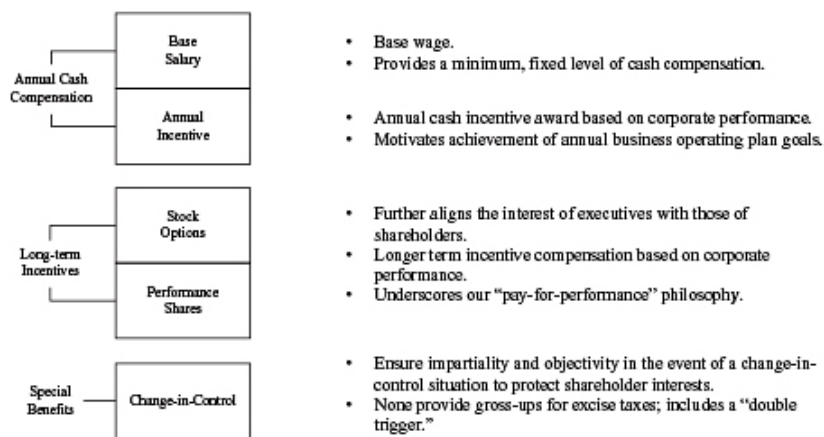 Base
Salary
• Base wage.
• Provides a minimum, fixed level of cash compensation.
Annual Cash
Compensation
Annual
Incentive
• Annual cash incentive award based on corporate performance.
• Motivates achievement of annual business operating plan goals.
Stock
Options
• Further aligns the interest of executives with those of
shareholders.
• Longer term incentive compensation based on corporate
performance.
• Underscores our “pay-for-performance” philosophy.
Long-term
Incentives
Performance
Shares
Special
Benefits
Change-in-Control
• Ensure impartiality and objectivity in the event of a change-in-
control situation to protect shareholder interests.
• None provide gross-ups for excise taxes; includes a “double
trigger.”